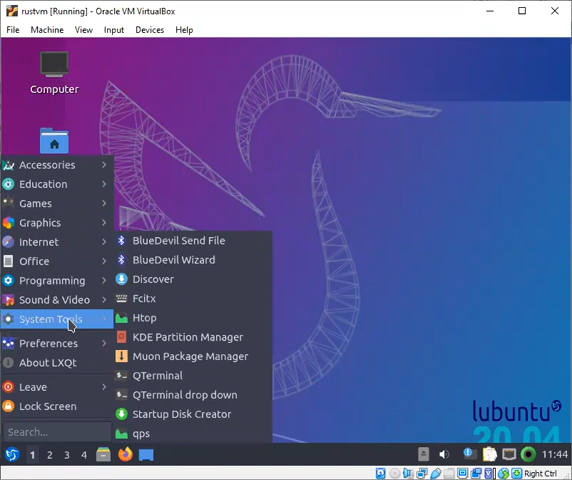 rustvm [Running] - Oracle VM VirtualBox
File Machine View Input Devices Help
Computer
Accessories
Education
Games
Graphics
Internet
Office
Programming
Sound & Video
System Tools
Preferences
About LXQt
Leave
Lock Screen
Search...
BlueDevil Send File
BlueDevil Wizard
Discover
Fcitx
Htop
KDE Partition Manager
Muon Package Manager
QTerminal
QTerminal drop down
Startup Disk Creator
qps
lubuntu
20.04
1 2 3 4
11:44
Right Ctrl